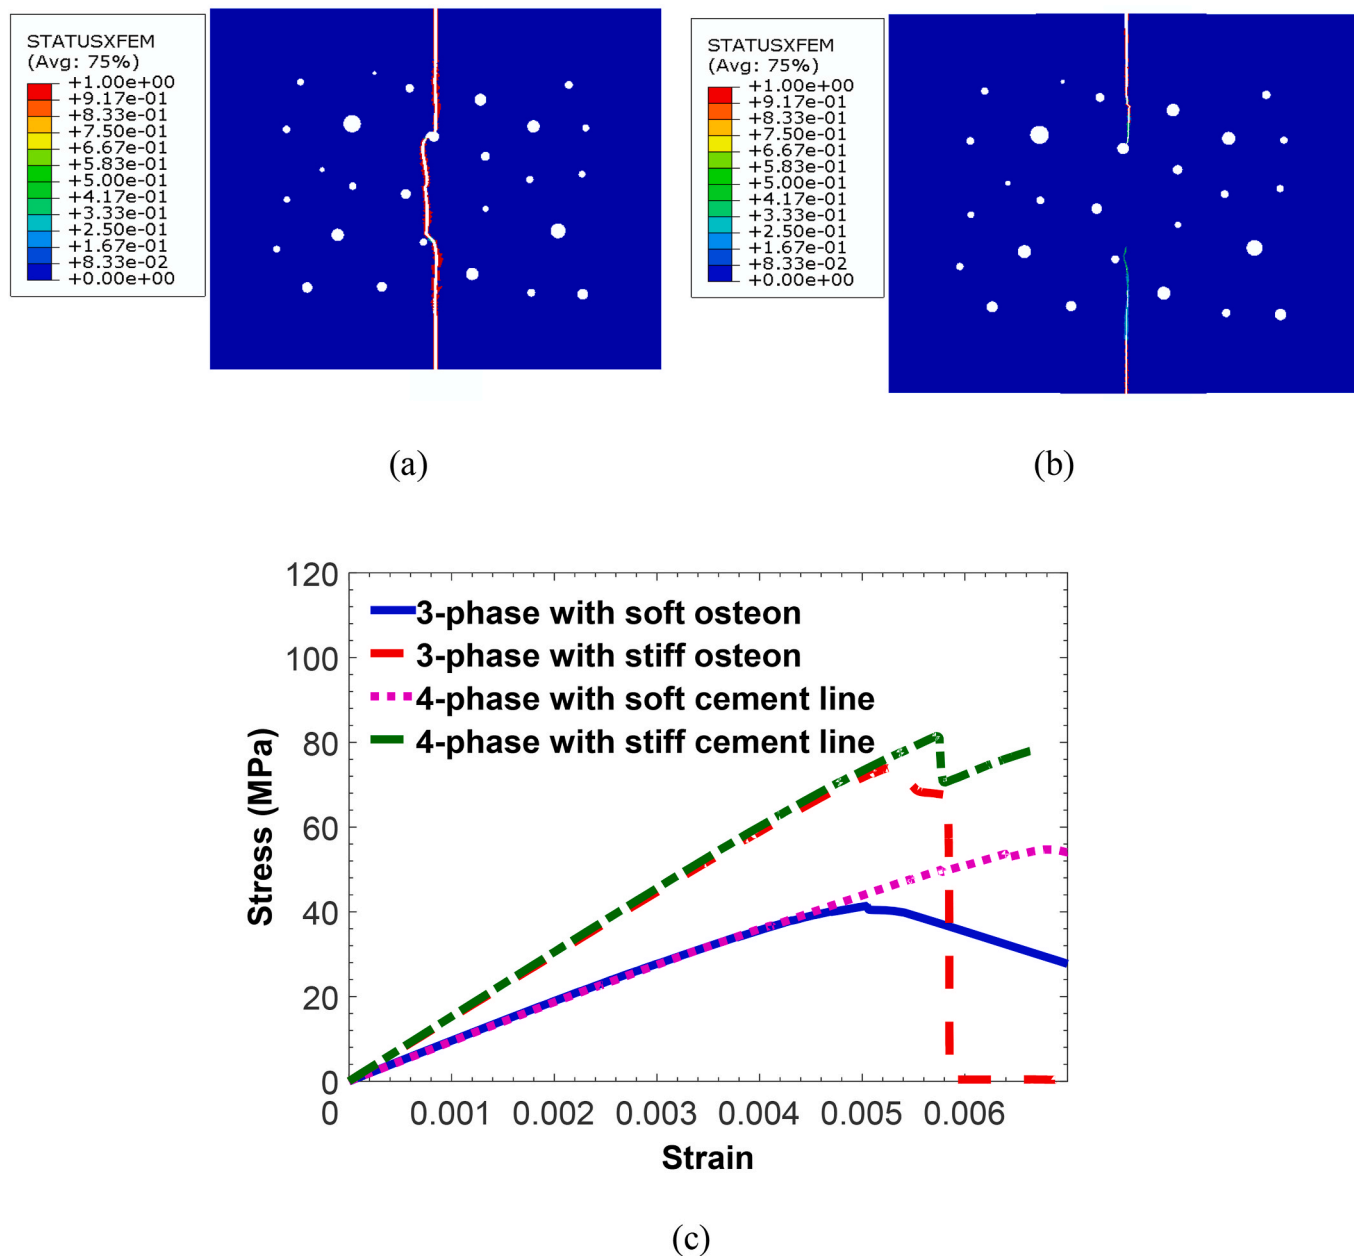 STATUSXFEM
(Avg: 75%)
+1.00e+00
+9.17e-01
+8.33e-01
+7.50e-01
+6.67e-01
+5.83e-01
+5.00e-01
+4.17e-01
+3.33e-01
+2.50e-01
+1.67e-01
+8.33e-02
+0.00e+00
STATUSXFEM
(Avg: 75%)
+1.00e+00
+9.17e-01
+8.33e-01
+7.50e-01
+6.67e-01
+5.83e-01
+5.00e-01
+4.17e-01
+3.33e-01
+2.50e-01
+1.67e-01
+8.33e-02
+0.00e+00
(a)
(b)
120
100
80
60
40
20
0
Stress (MPa)
3-phase with soft osteon
3-phase with stiff osteon
4-phase with soft cement line
4-phase with stiff cement line
0 0.001 0.002 0.003 0.004 0.005 0.006
Strain
(c)